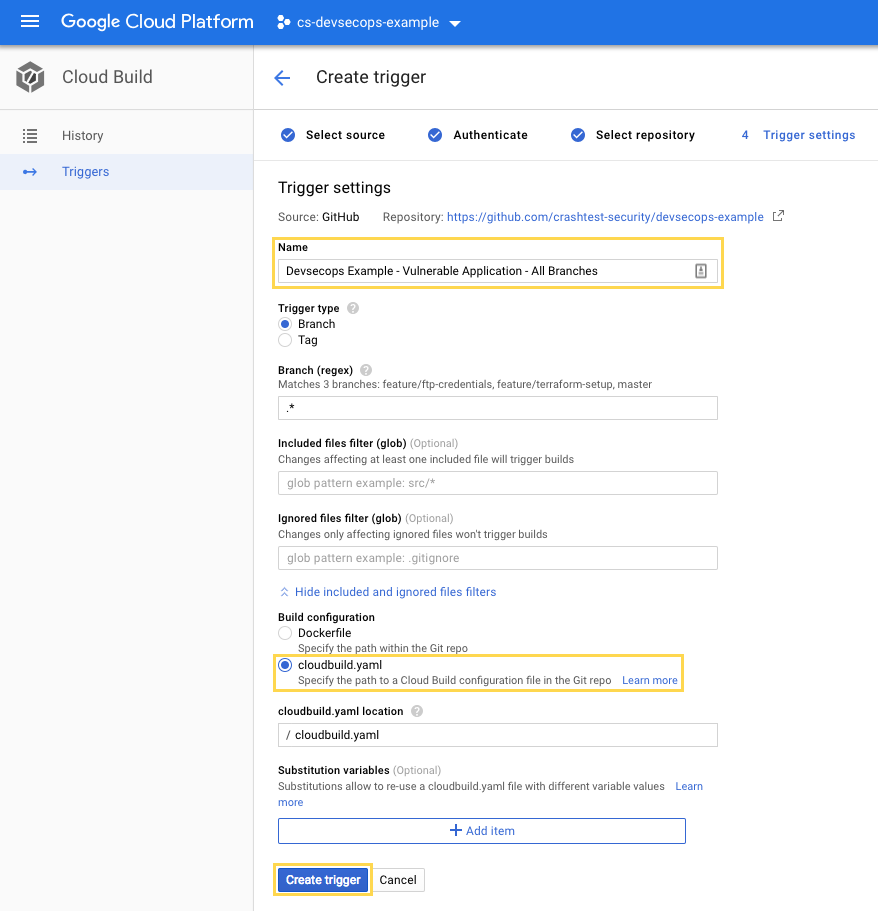 Google Cloud Platform
cs-devsecops-example
Cloud Build
Create trigger
History
Triggers
Select source
Authenticate
Select repository
4 Trigger settings
Trigger settings
Source: GitHub Repository: https://github.com/crashtest-security/devsecops-example
Name
Devsecops Example - Vulnerable Application - All Branches
Trigger type ?
Branch
Tag
Branch (regex) ?
Matches 3 branches: feature/ftp-credentials, feature/terraform-setup, master
.*
Included files filter (glob) (Optional)
Changes affecting at least one included file will trigger builds
glob pattern example: src/*
Ignored files filter (glob) (Optional)
Changes only affecting ignored files won't trigger builds
glob pattern example: .gitignore
Hide included and ignored files filters
Build configuration
Dockerfile
Specify the path within the Git repo
cloudbuild.yaml
Specify the path to a Cloud Build configuration file in the Git repo Learn more
cloudbuild.yaml location ?
/ cloudbuild.yaml
Substitution variables (Optional)
Substitutions allow to re-use a cloudbuild.yaml file with different variable values Learn
more
+ Add item
Create trigger
Cancel